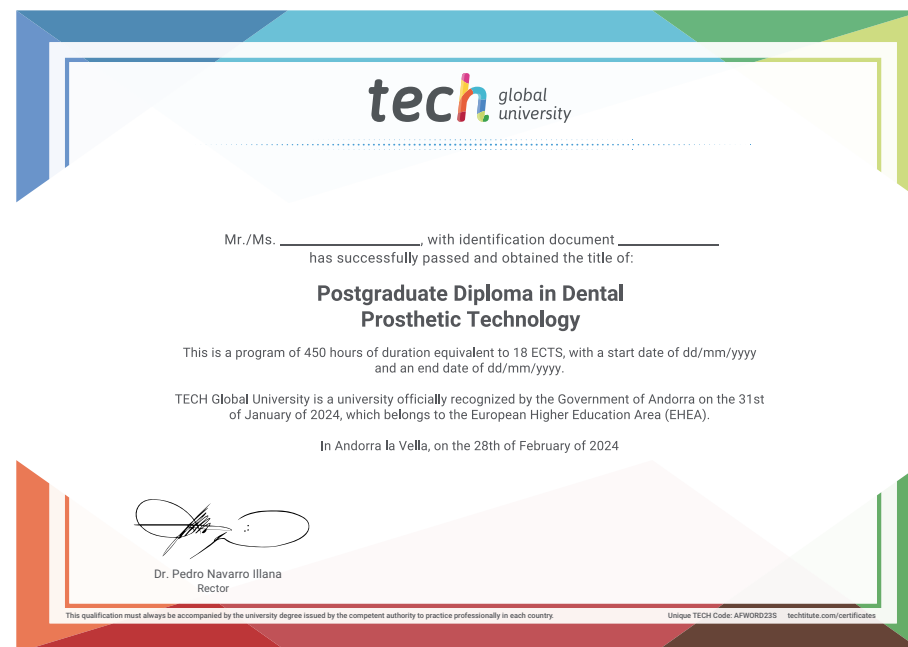 tech global
university
Mr./Ms. ____________________, with identification document ______________
has successfully passed and obtained the title of:
Postgraduate Diploma in Dental
Prosthetic Technology
This is a program of 450 hours of duration equivalent to 18 ECTS, with a start date of dd/mm/yyyy
and an end date of dd/mm/yyyy.
TECH Global University is a university officially recognized by the Government of Andorra on the 31st
of January of 2024, which belongs to the European Higher Education Area (EHEA).
In Andorra la Vella, on the 28th of February of 2024
Dr. Pedro Navarro Illana
Rector
This qualification must always be accompanied by the university degree issued by the competent authority to practice professionally in each country. Unique TECH Code: AFWORD23S techtitute.com/certificates